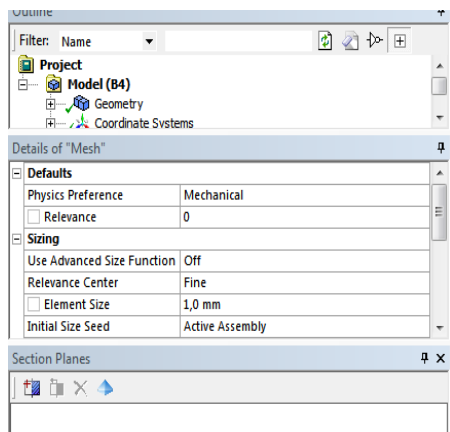 Outline
Filter: Name
Project
Model (B4)
Geometry
Coordinate Systems
Details of "Mesh"
Defaults
Physics Preference Mechanical
Relevance 0
Sizing
Use Advanced Size Function Off
Relevance Center Fine
Element Size 1,0 mm
Initial Size Seed Active Assembly
Section Planes